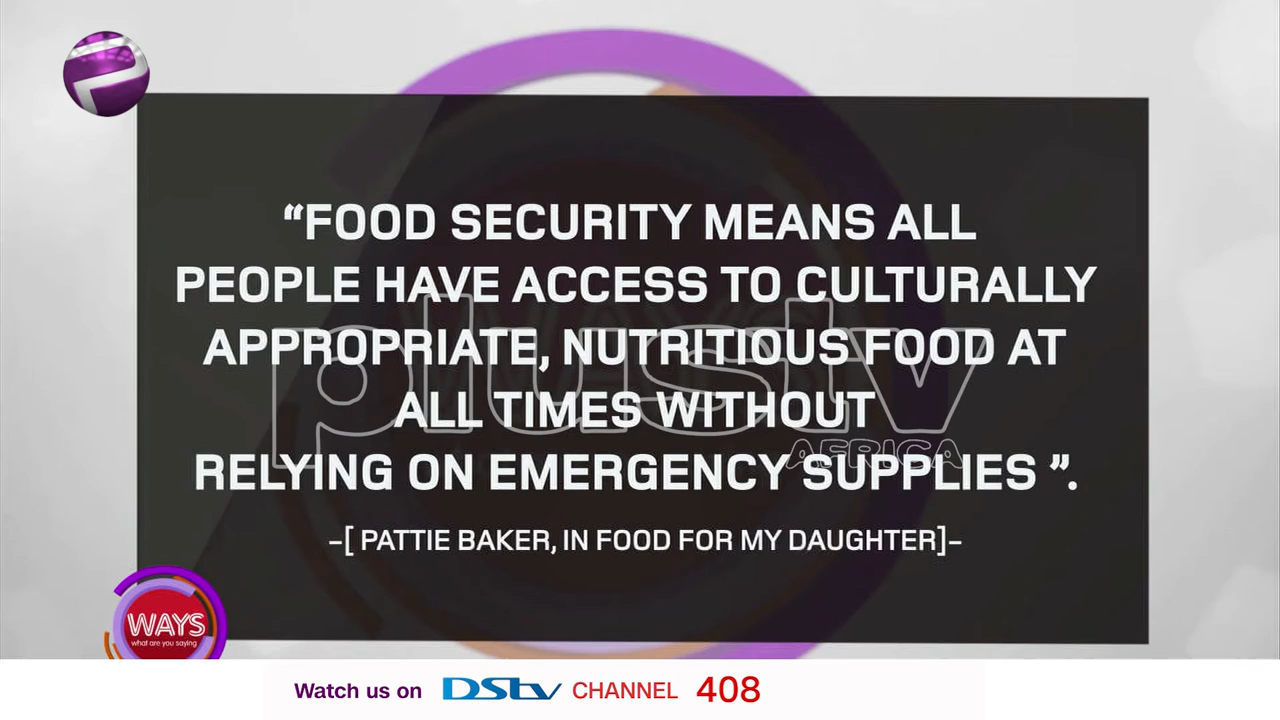 “FOOD SECURITY MEANS ALL
PEOPLE HAVE ACCESS TO CULTURALLY
APPROPRIATE, NUTRITIOUS FOOD AT
ALL TIMES WITHOUT
RELYING ON EMERGENCY SUPPLIES ”.
–[ PATTIE BAKER, IN FOOD FOR MY DAUGHTER]–
plustv
AFRICA
WAYS
what are you saying
Watch us on DStv CHANNEL 408